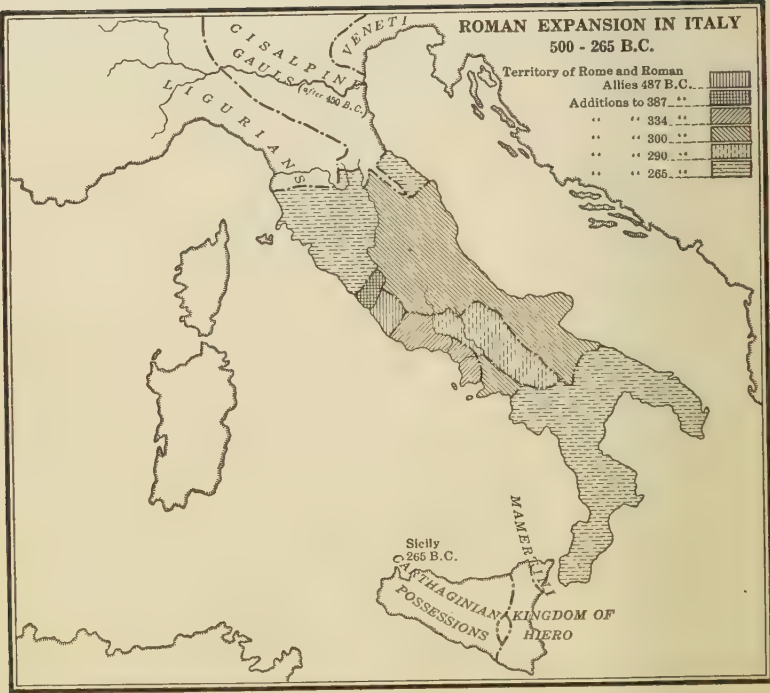 ROMAN EXPANSION IN ITALY
500 - 265 B.C.
Territory of Rome and Roman
Allies 487 B.C.
Additions to 387 "
" " 334 "
" " 300 "
" " 290 "
" " 265 "
CISALPINE
GAULS (after 450 B.C.)
VENETI
LIGURIANS
Sicily
265 B.C.
MAMERTINI
CARTHAGINIAN
POSSESSIONS
KINGDOM OF
HIERO